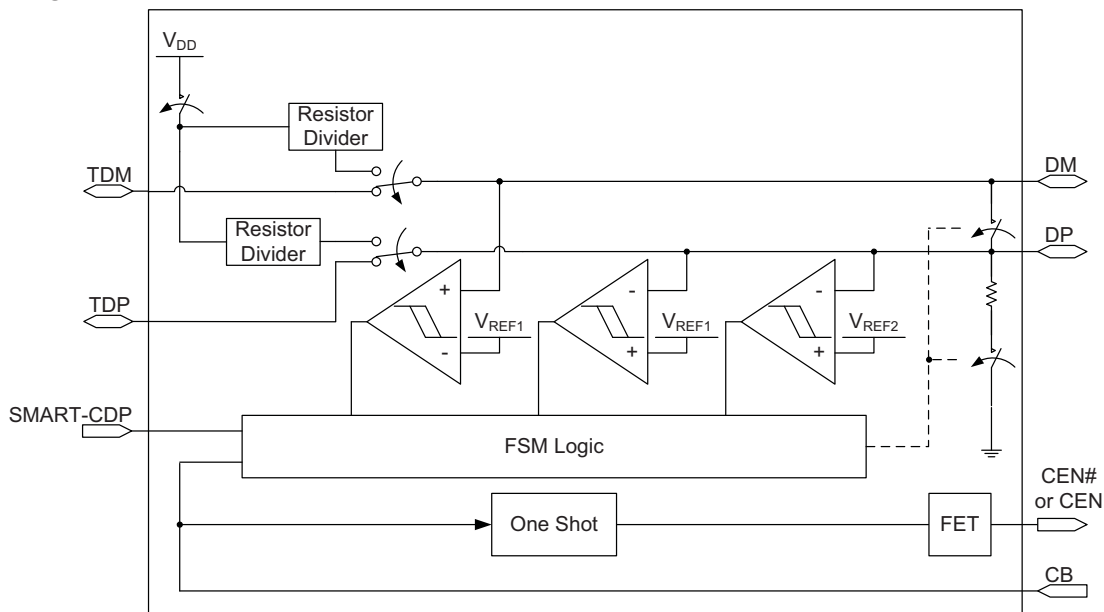 V_DD
Resistor
Divider
TDM
DM
Resistor
Divider
DP
TDP
+
-
V_REF1
-
+
V_REF1
-
+
V_REF2
SMART-CDP
FSM Logic
CEN#
or CEN
One Shot
FET
CB